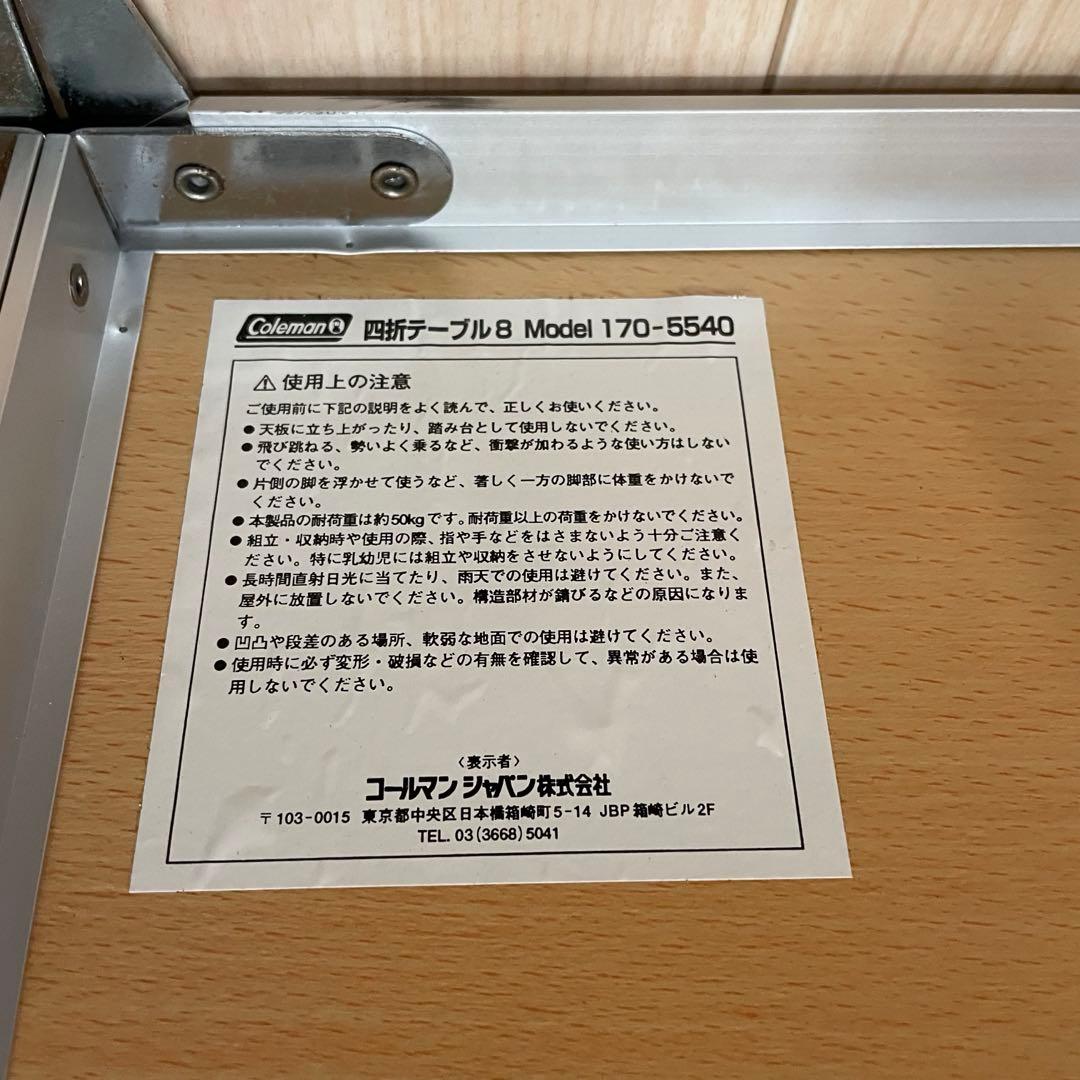 Coleman 四折テーブル8 Model 170-5540
⚠ 使用上の注意
ご使用前に下記の説明をよく読んで、正しくお使いください。
●天板に立ち上がったり、踏み台として使用しないでください。
●飛び跳ねる、勢いよく乗るなど、衝撃が加わるような使い方はしない
でください。
●片側の脚を浮かせて使うなど、著しく一方の脚部に体重をかけないで
ください。
●本製品の耐荷重は約50kgです。耐荷重以上の荷重をかけないでください。
●組立・収納時や使用の際、指や手などをはさまないよう十分ご注意く
ださい。特に乳幼児には組立や収納をさせないようにしてください。
●長時間直射日光に当てたり、雨天での使用は避けてください。また、
屋外に放置しないでください。構造部材が錆びるなどの原因になりま
す。
●凹凸や段差のある場所、軟弱な地面での使用は避けてください。
●使用時に必ず変形・破損などの有無を確認して、異常がある場合は使
用しないでください。
〈表示者〉
コールマン ジャパン株式会社
〒103-0015 東京都中央区日本橋箱崎町5-14 JBP箱崎ビル2F
TEL. 03(3668)5041